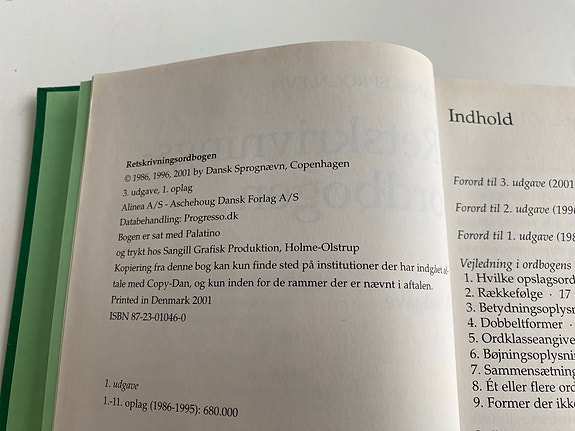 Retskrivningsordbogen
© 1986, 1996, 2001 by Dansk Sprognævn, Copenhagen
3. udgave, 1. oplag
Alinea A/S - Aschehoug Dansk Forlag A/S
Databehandling: Progresso.dk
Bogen er sat med Palatino
og trykt hos Sangill Grafisk Produktion, Holme-Olstrup
Kopiering fra denne bog kan kun finde sted på institutioner der har indgået af-
tale med Copy-Dan, og kun inden for de rammer der er nævnt i aftalen.
Printed in Denmark 2001
ISBN 87-23-01046-0
1. udgave
1.-11. oplag (1986-1995): 680.000
Indhold
Forord til 3. udgave (2001
Forord til 2. udgave (199
Forord til 1. udgave (198
Vejledning i ordbogens
1. Hvilke opslagsord
2. Rækkefølge · 17
3. Betydningsoplysn
4. Dobbeltformer ·
5. Ordklasseangive
6. Bøjningsoplysni
7. Sammensætning
8. Ét eller flere ord
9. Former der ikke